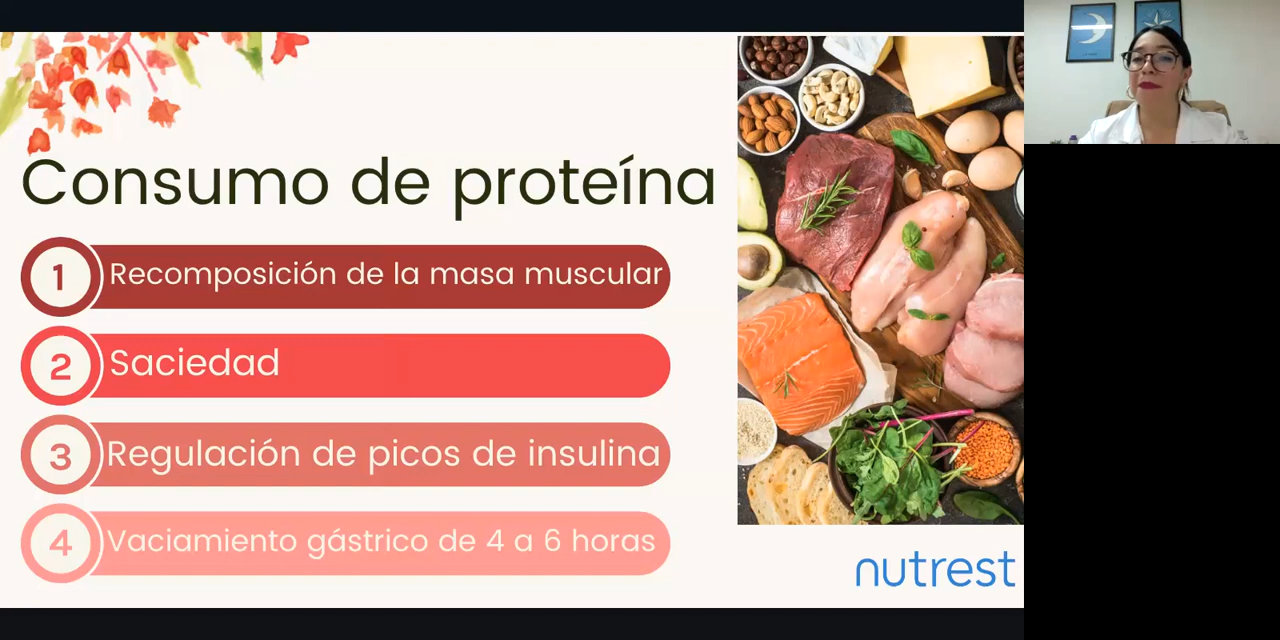 Consumo de proteína
1 Recomposición de la masa muscular
2 Saciedad
3 Regulación de picos de insulina
4 Vaciamiento gástrico de 4 a 6 horas
nutrest